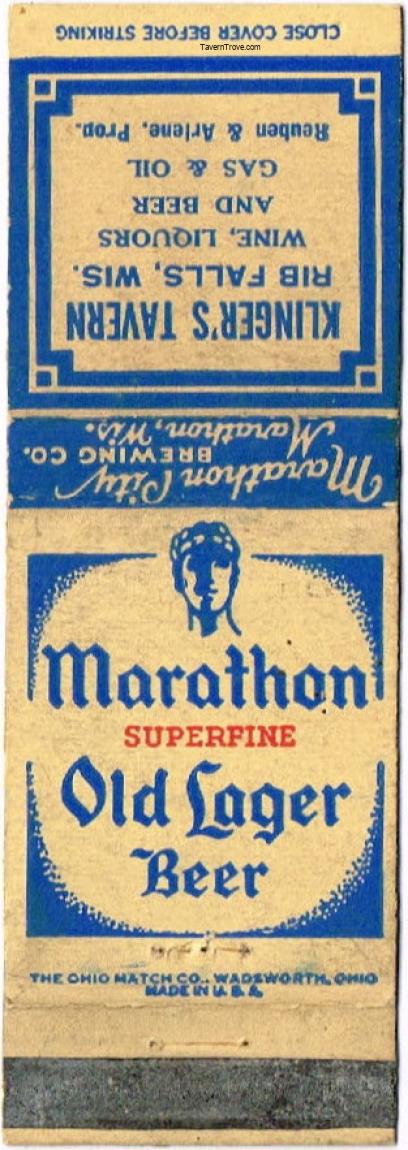 CLOSE COVER BEFORE STRIKING
TavernTrove.com
KLINGER'S TAVERN
RIB FALLS, WIS.
WINE, LIQUORS
AND BEER
GAS & OIL
Reuben & Arlene, Prop.
Marathon City
BREWING CO.
Marathon, Wis.
Marathon
SUPERFINE
Old Lager
Beer
THE OHIO MATCH CO., WADSWORTH, OHIO
MADE IN U.S.A.